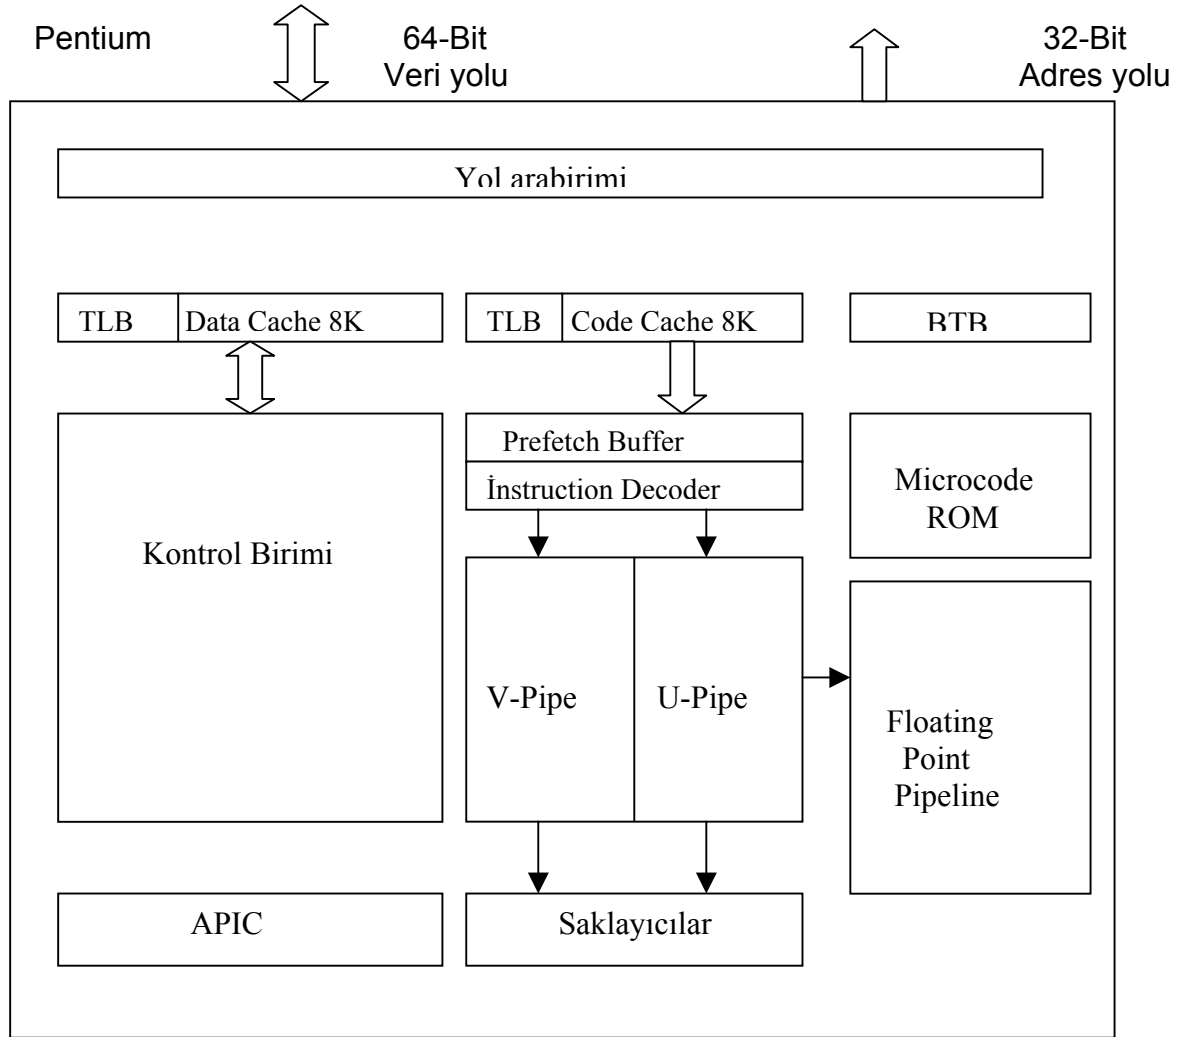 Pentium
64-Bit
Veri yolu
32-Bit
Adres yolu
Yol arabirimi
TLB
Data Cache 8K
TLB
Code Cache 8K
BTB
Prefetch Buffer
İnstruction Decoder
Microcode
ROM
Kontrol Birimi
V-Pipe
U-Pipe
Floating
Point
Pipeline
APIC
Saklayıcılar